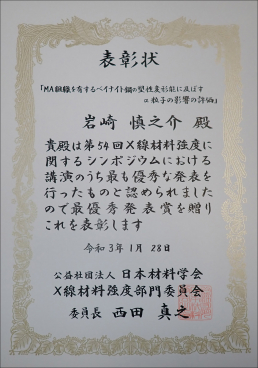 表彰状
「MA組織を有するベイナイト鋼の塑性変形能に及ぼす
α粒子の影響の評価」
岩崎 慎之介 殿
貴殿は第54回X線材料強度に
関するシンポジウムにおける
講演のうち最も優秀な発表を
行ったものと認められました
ので最優秀発表賞を贈り
これを表彰します
令和3年1月28日
公益社団法人 日本材料学会
X線材料強度部門委員会
委員長 西田 真之